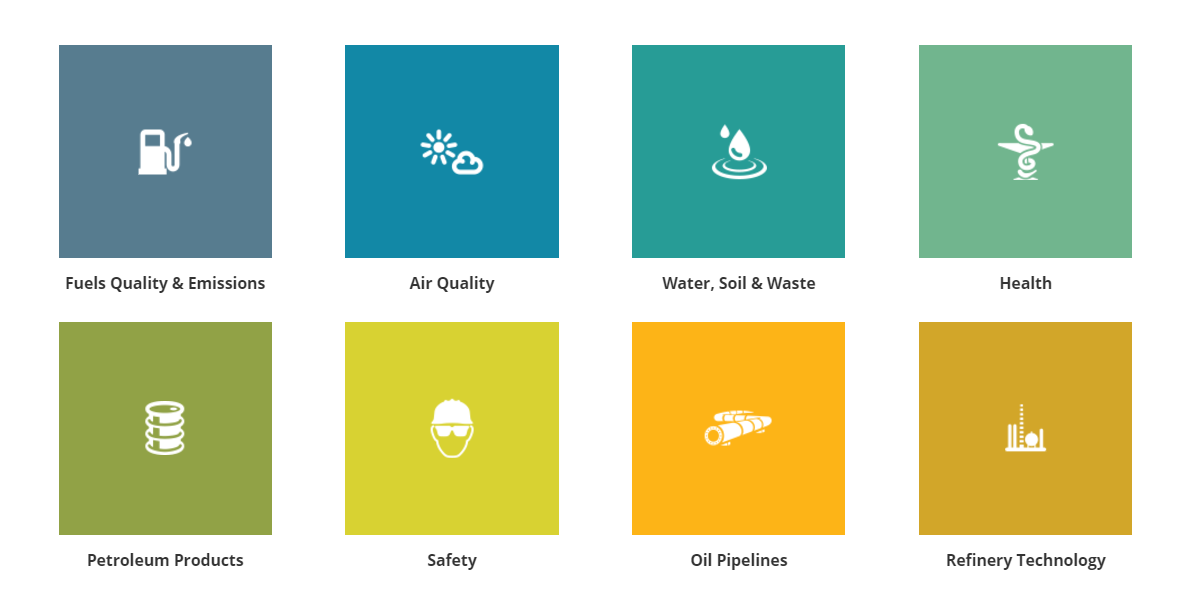 Fuels Quality & Emissions
Air Quality
Water, Soil & Waste
Health
Petroleum Products
Safety
Oil Pipelines
Refinery Technology